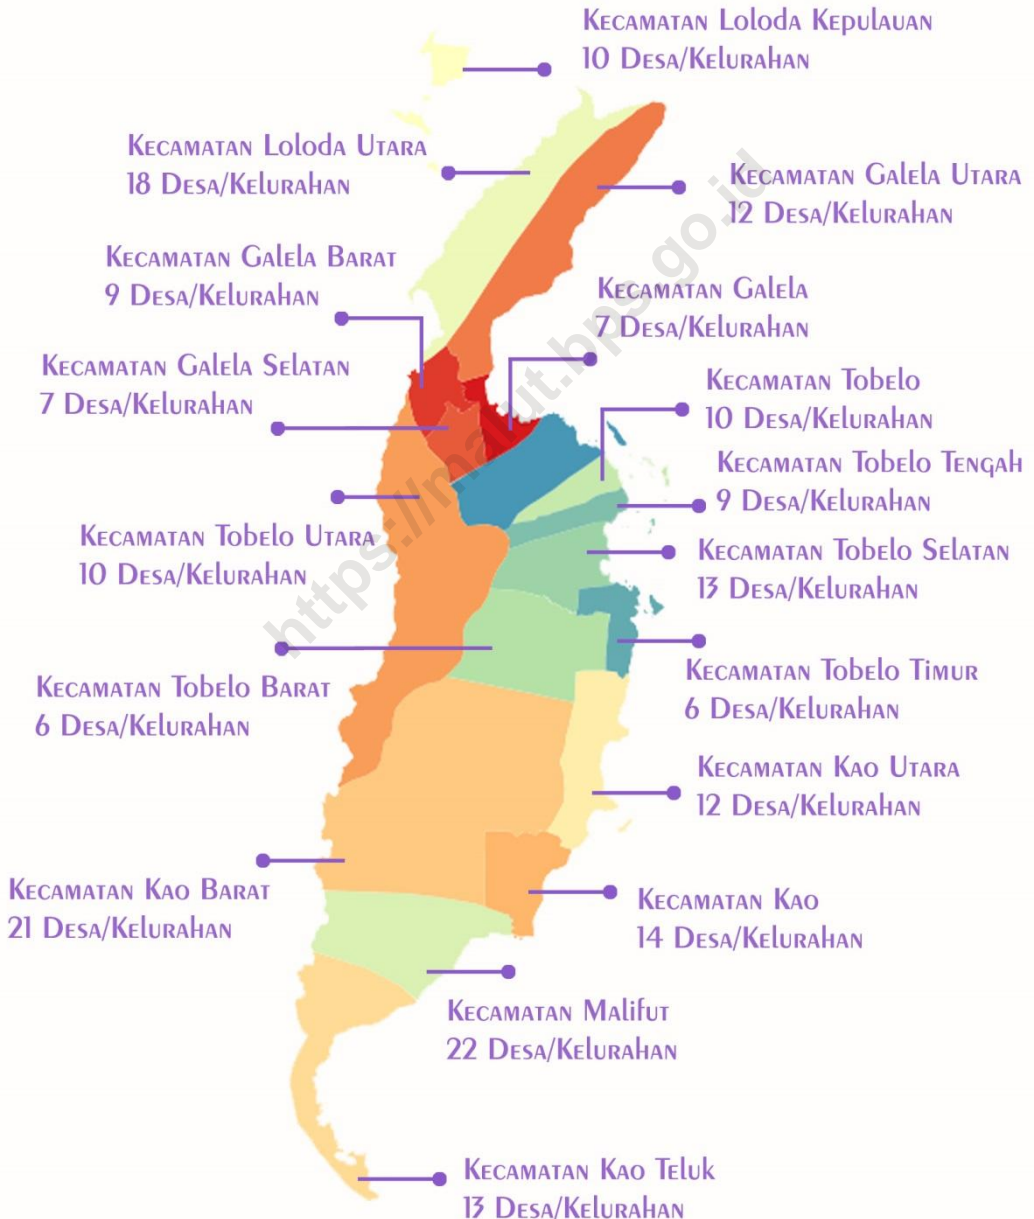 Kecamatan Loloda Kepulauan
10 Desa/Kelurahan
Kecamatan Loloda Utara
18 Desa/Kelurahan
Kecamatan Galela Utara
12 Desa/Kelurahan
Kecamatan Galela Barat
9 Desa/Kelurahan
Kecamatan Galela
7 Desa/Kelurahan
Kecamatan Galela Selatan
7 Desa/Kelurahan
Kecamatan Tobelo
10 Desa/Kelurahan
Kecamatan Tobelo Tengah
9 Desa/Kelurahan
Kecamatan Tobelo Utara
10 Desa/Kelurahan
Kecamatan Tobelo Selatan
13 Desa/Kelurahan
Kecamatan Tobelo Barat
6 Desa/Kelurahan
Kecamatan Tobelo Timur
6 Desa/Kelurahan
Kecamatan Kao Utara
12 Desa/Kelurahan
Kecamatan Kao Barat
21 Desa/Kelurahan
Kecamatan Kao
14 Desa/Kelurahan
Kecamatan Malifut
22 Desa/Kelurahan
Kecamatan Kao Teluk
13 Desa/Kelurahan
https://malut.bps.go.id